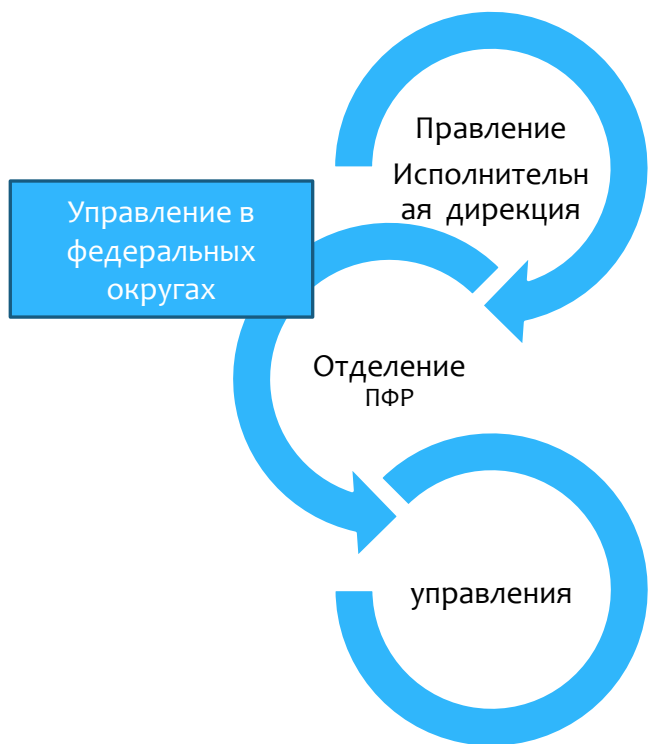 Правление
Исполнительн
ая дирекция
Управление в
федеральных
округах
Отделение
ПФР
управления